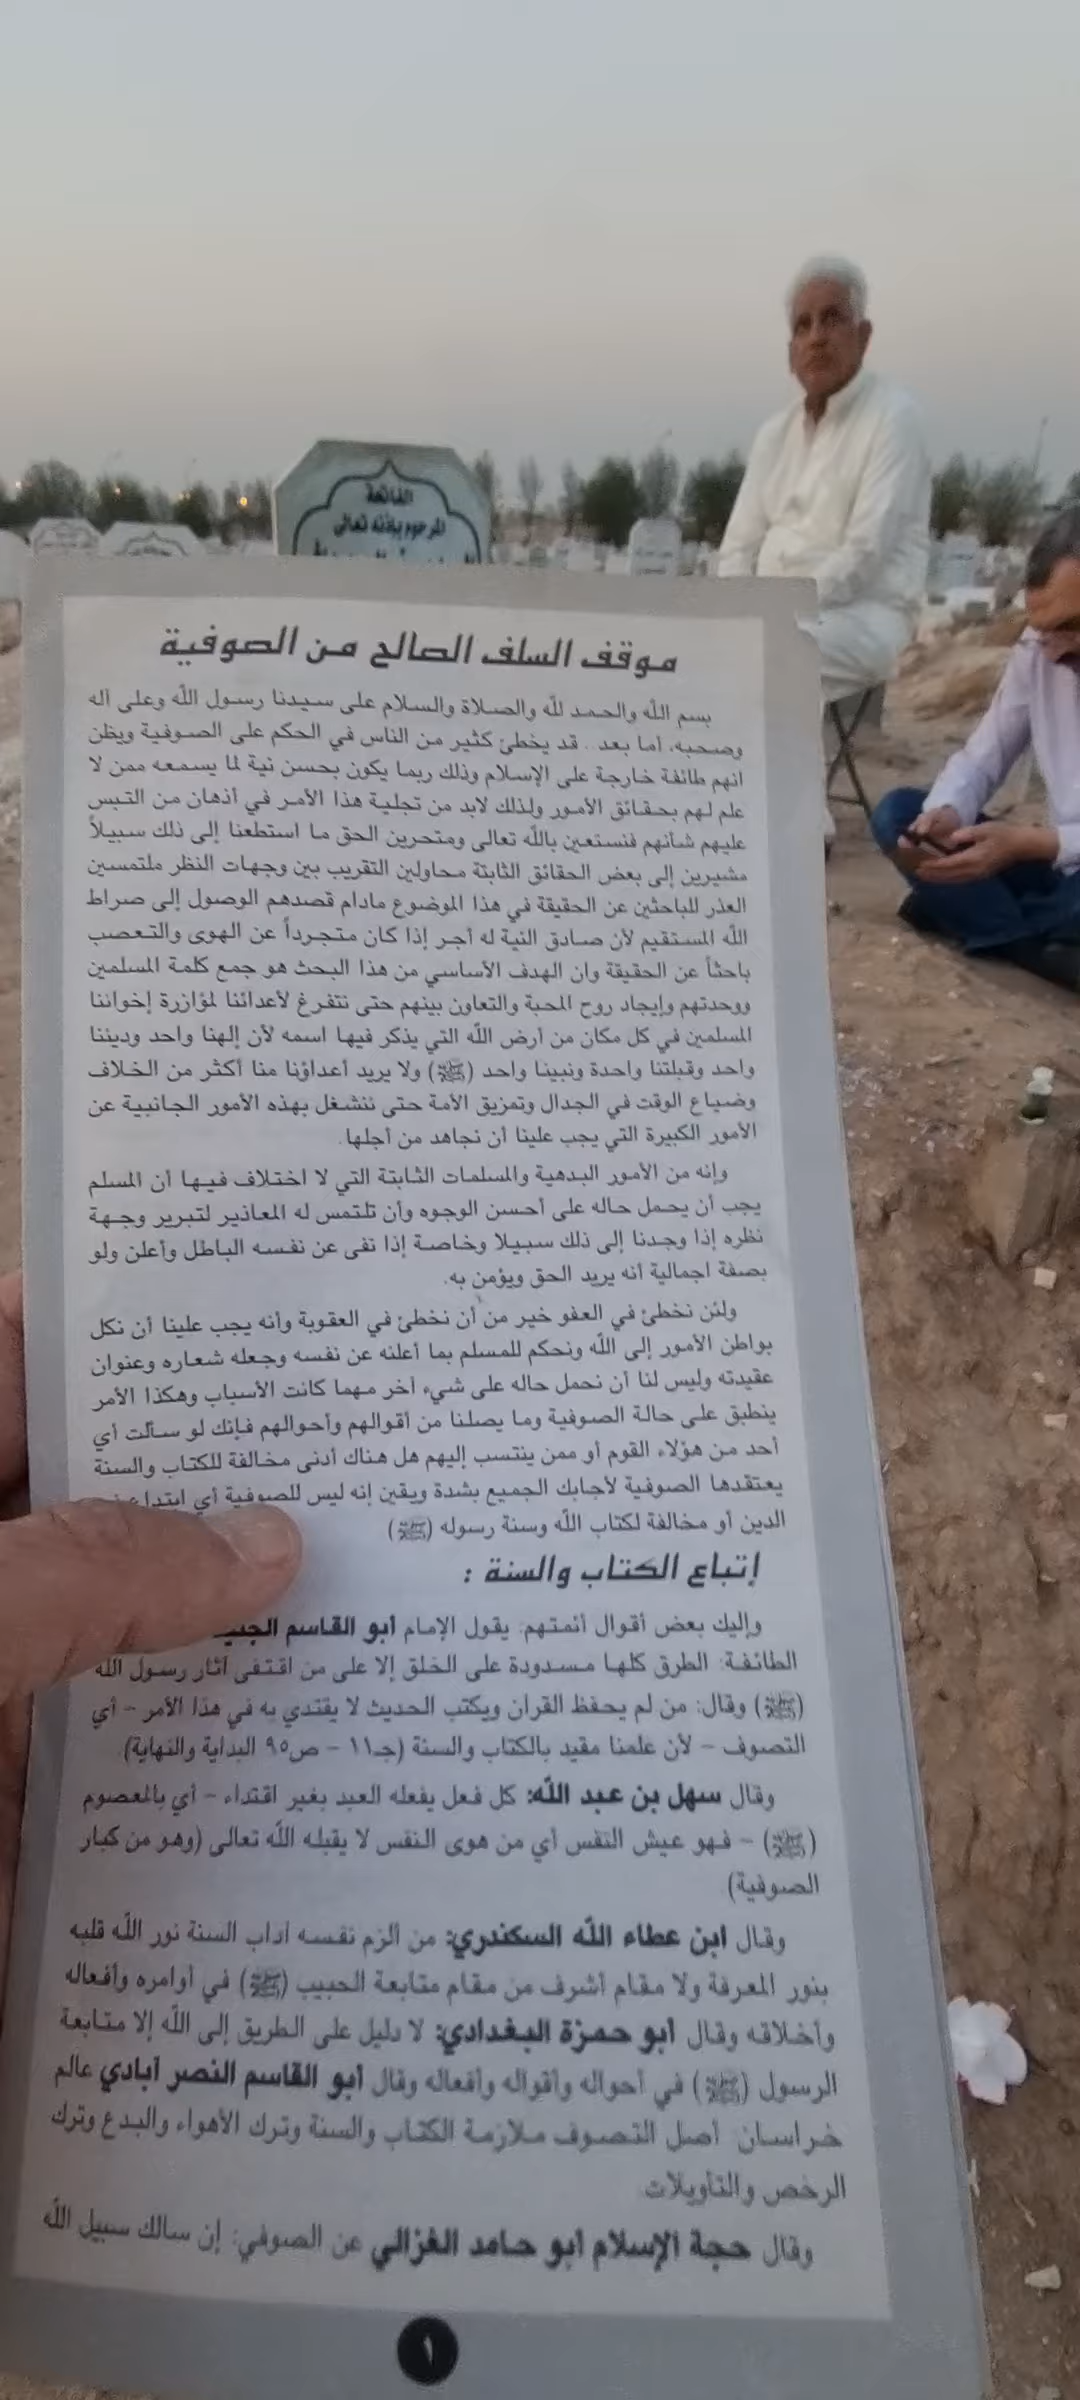 الفاتحة
المرحوم بإذنه تعالى
موقف السلف الصالح من الصوفية
بسم الله والحمد لله والصلاة والسلام على سيدنا رسول الله وعلى آله
وصحبه، أما بعد.. قد يخطئ كثير من الناس في الحكم على الصوفية ويظن
انهم طائفة خارجة على الإسلام وذلك ربما يكون بحسن نية لما يسمعه ممن لا
علم لهم بحقائق الأمور ولذلك لابد من تجلية هذا الأمر في أذهان من التبس
عليهم شأنهم فنستعين بالله تعالى ومتحرين الحق ما استطعنا إلى ذلك سبيلاً
مشيرين إلى بعض الحقائق الثابتة محاولين التقريب بين وجهات النظر ملتمسين
العذر للباحثين عن الحقيقة في هذا الموضوع مادام قصدهم الوصول إلى صراط
الله المستقيم لأن صادق النية له أجر إذا كان متجرداً عن الهوى والتعصب
باحثاً عن الحقيقة وان الهدف الأساسي من هذا البحث هو جمع كلمة المسلمين
ووحدتهم وإيجاد روح المحبة والتعاون بينهم حتى نتفرغ لأعدائنا لمؤازرة إخواننا
المسلمين في كل مكان من أرض الله التي يذكر فيها اسمه لأن إلهنا واحد وديننا
واحد وقبلتنا واحدة ونبينا واحد (ﷺ) ولا يريد أعداؤنا منا أكثر من الخلاف
وضياع الوقت في الجدال وتمزيق الأمة حتى ننشغل بهذه الأمور الجانبية عن
الأمور الكبيرة التي يجب علينا أن نجاهد من أجلها.
وإنه من الأمور البدهية والمسلمات الثابتة التي لا اختلاف فيها أن المسلم
يجب أن يحمل حاله على أحسن الوجوه وأن تلتمس له المعاذير لتبرير وجهة
نظره إذا وجدنا إلى ذلك سبيلا وخاصة إذا نفى عن نفسه الباطل وأعلن ولو
بصفة اجمالية أنه يريد الحق ويؤمن به.
ولئن نخطئ في العفو خير من أن نخطئ في العقوبة وأنه يجب علينا أن نكل
بواطن الأمور إلى الله ونحكم للمسلم بما أعلنه عن نفسه وجعله شعاره وعنوان
عقيدته وليس لنا أن نحمل حاله على شيء آخر مهما كانت الأسباب وهكذا الأمر
ينطبق على حالة الصوفية وما يصلنا من أقوالهم وأحوالهم فإنك لو سألت أي
أحد من هؤلاء القوم أو ممن ينتسب إليهم هل هناك أدنى مخالفة للكتاب والسنة
يعتقدها الصوفية لأجابك الجميع بشدة ويقين إنه ليس للصوفية أي ابتداع
الدين أو مخالفة لكتاب الله وسنة رسوله (ﷺ)
إتباع الكتاب والسنة :
وإليك بعض أقوال أئمتهم: يقول الإمام أبو القاسم
الطائفة: الطرق كلها مسدودة على الخلق إلا على من اقتفى آثار رسول الله
(ﷺ) وقال: من لم يحفظ القرآن ويكتب الحديث لا يقتدي به في هذا الأمر - أي
التصوف - لأن علمنا مقيد بالكتاب والسنة (جـ١١ - ص٩٥ البداية والنهاية).
وقال سهل بن عبد الله: كل فعل يفعله العبد بغير اقتداء - أي بالمعصوم
(ﷺ) - فهو عيش النفس أي من هوى النفس لا يقبله الله تعالى (وهو من كبار
الصوفية)
وقال ابن عطاء الله السكندري: من ألزم نفسه آداب السنة نور الله قلبه
بنور المعرفة ولا مقام أشرف من مقام متابعة الحبيب (ﷺ) في أوامره وأفعاله
وأخلاقه وقال أبو حمزة البغدادي: لا دليل على الطريق إلى الله إلا متابعة
الرسول (ﷺ) في أحواله وأقواله وأفعاله وقال أبو القاسم النصر آبادي عالم
خراسان: أصل التصوف ملازمة الكتاب والسنة وترك الأهواء والبدع وترك
الرخص والتأويلات.
وقال حجة الإسلام أبو حامد الغزالي عن الصوفي: إن سالك سبيل الله
١